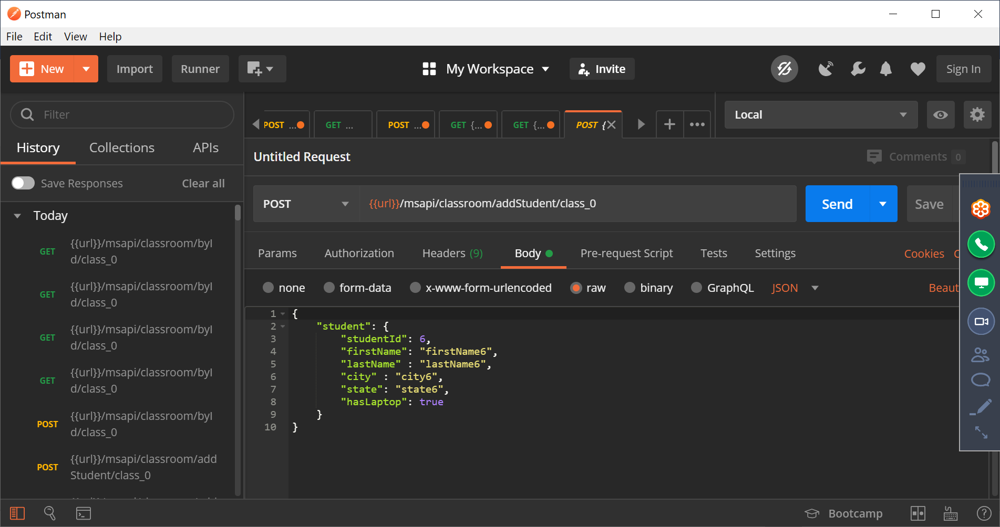 Postman
File Edit View Help
New Import Runner My Workspace Invite Sign In
Filter
POST ... GET ... POST ... GET {... GET {... POST { Local
History Collections APIs
Untitled Request Comments 0
Save Responses Clear all
POST {{url}}/msapi/classroom/addStudent/class_0 Send Save
Today
GET {{url}}/msapi/classroom/byI
d/class_0
GET {{url}}/msapi/classroom/byI
d/class_0
GET {{url}}/msapi/classroom/byI
d/class_0
GET {{url}}/msapi/classroom/byI
d/class_0
POST {{url}}/msapi/classroom/byI
d/class_0
POST {{url}}/msapi/classroom/add
Student/class_0
Params Authorization Headers (9) Body Pre-request Script Tests Settings Cookies C
none form-data x-www-form-urlencoded raw binary GraphQL JSON Beaut
1 {
2 "student": {
3 "studentId": 6,
4 "firstName": "firstName6",
5 "lastName" : "lastName6",
6 "city" : "city6",
7 "state": "state6",
8 "hasLaptop": true
9 }
10 }
Bootcamp